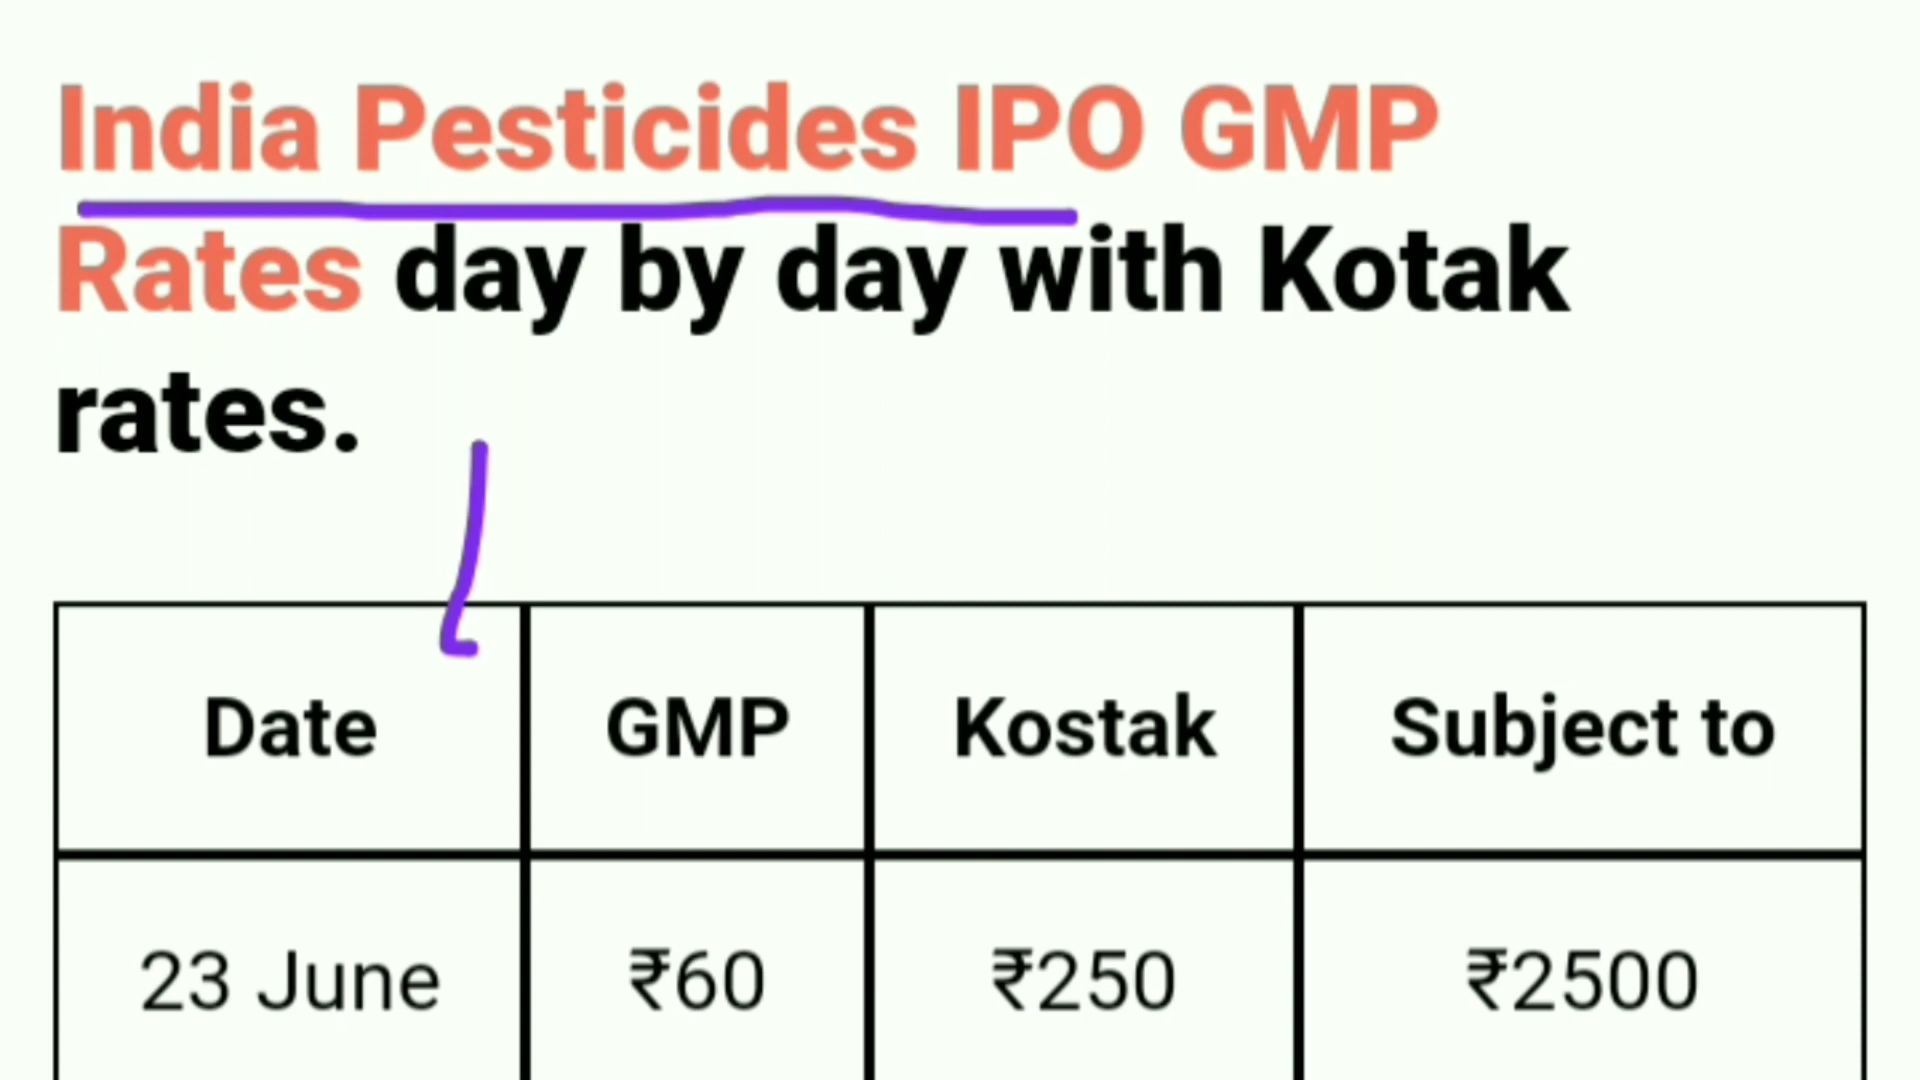 India Pesticides IPO GMP
Rates day by day with Kotak
rates.
Date GMP Kostak Subject to
23 June ₹60 ₹250 ₹2500